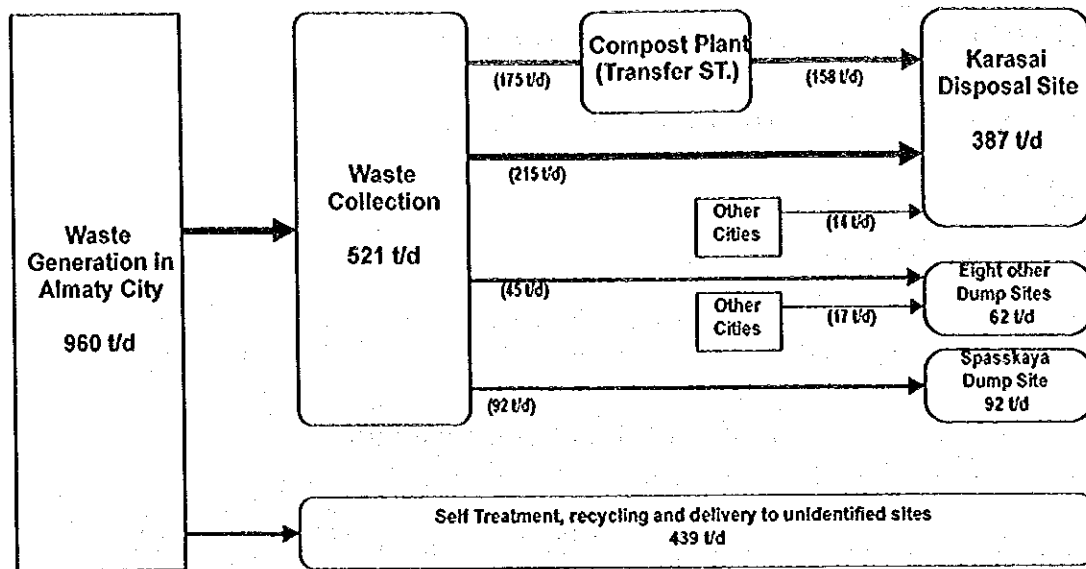 Waste
Generation in
Almaty City
960 t/d
Waste
Collection
521 t/d
(175 t/d)
Compost Plant
(Transfer ST.)
(158 t/d)
Karasai
Disposal Site
387 t/d
(215 t/d)
Other
Cities
(14 t/d)
(45 t/d)
Eight other
Dump Sites
62 t/d
Other
Cities
(17 t/d)
(92 t/d)
Spasskaya
Dump Site
92 t/d
Self Treatment, recycling and delivery to unidentified sites
439 t/d